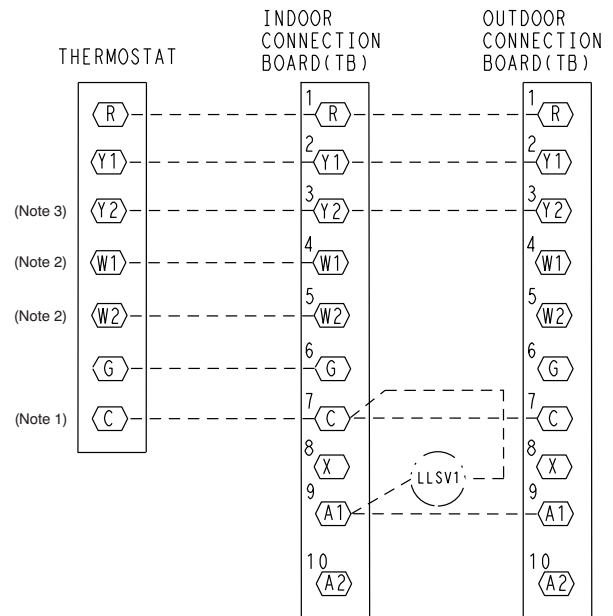 THERMOSTAT
INDOOR
CONNECTION
BOARD(TB)
OUTDOOR
CONNECTION
BOARD(TB)
R 1 R 1 R
Y1 2 Y1 2 Y1
(Note 3) Y2 3 Y2 3 Y2
(Note 2) W1 4 W1 4 W1
(Note 2) W2 5 W2 5 W2
G 6 G 6 G
(Note 1) C 7 C 7 C
8 X 8 X
LLSV1
9 A1 9 A1
10 A2 10 A2